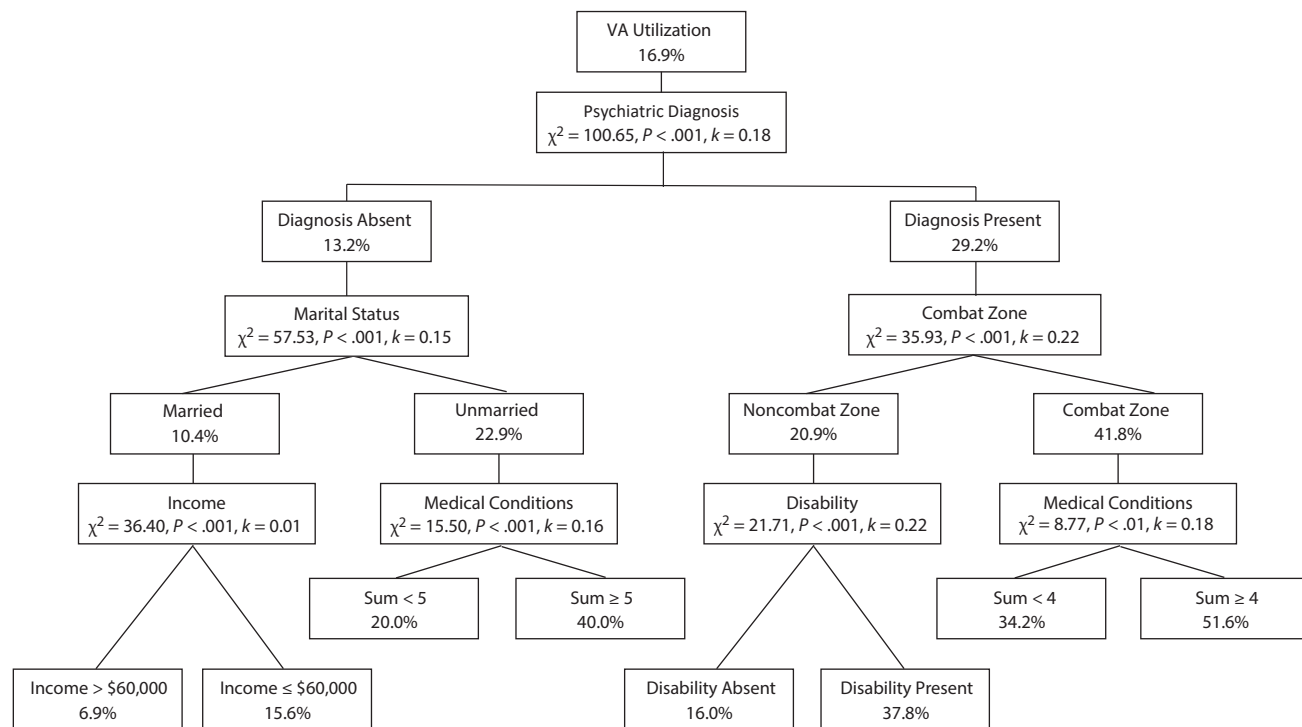 VA Utilization
16.9%
Psychiatric Diagnosis
χ² = 100.65, P < .001, k = 0.18
Diagnosis Absent
13.2%
Diagnosis Present
29.2%
Marital Status
χ² = 57.53, P < .001, k = 0.15
Combat Zone
χ² = 35.93, P < .001, k = 0.22
Married
10.4%
Unmarried
22.9%
Noncombat Zone
20.9%
Combat Zone
41.8%
Income
χ² = 36.40, P < .001, k = 0.01
Medical Conditions
χ² = 15.50, P < .001, k = 0.16
Disability
χ² = 21.71, P < .001, k = 0.22
Medical Conditions
χ² = 8.77, P < .01, k = 0.18
Sum < 5
20.0%
Sum ≥ 5
40.0%
Sum < 4
34.2%
Sum ≥ 4
51.6%
Income > $60,000
6.9%
Income ≤ $60,000
15.6%
Disability Absent
16.0%
Disability Present
37.8%